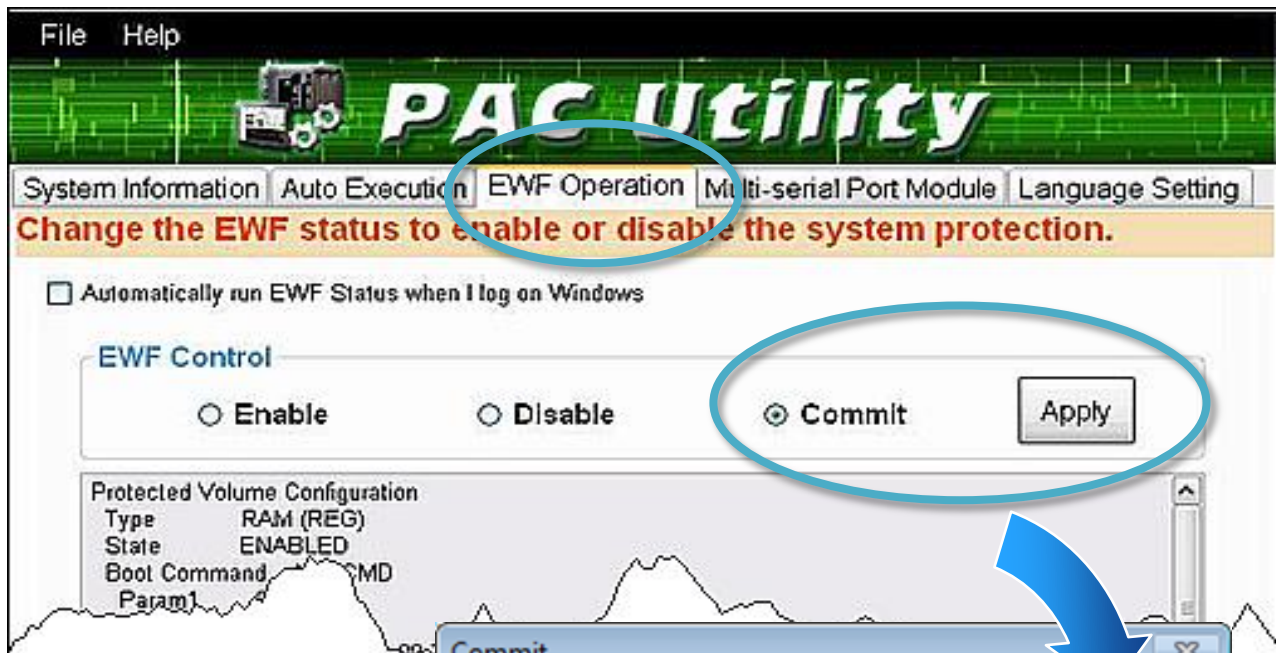 File Help
PAC Utility
System Information Auto Execution EWF Operation Multi-serial Port Module Language Setting
Change the EWF status to enable or disable the system protection.
Automatically run EWF Status when I log on Windows
EWF Control
Enable Disable Commit Apply
Protected Volume Configuration
Type RAM (REG)
State ENABLED
Boot Command CMD
Param1
Commit